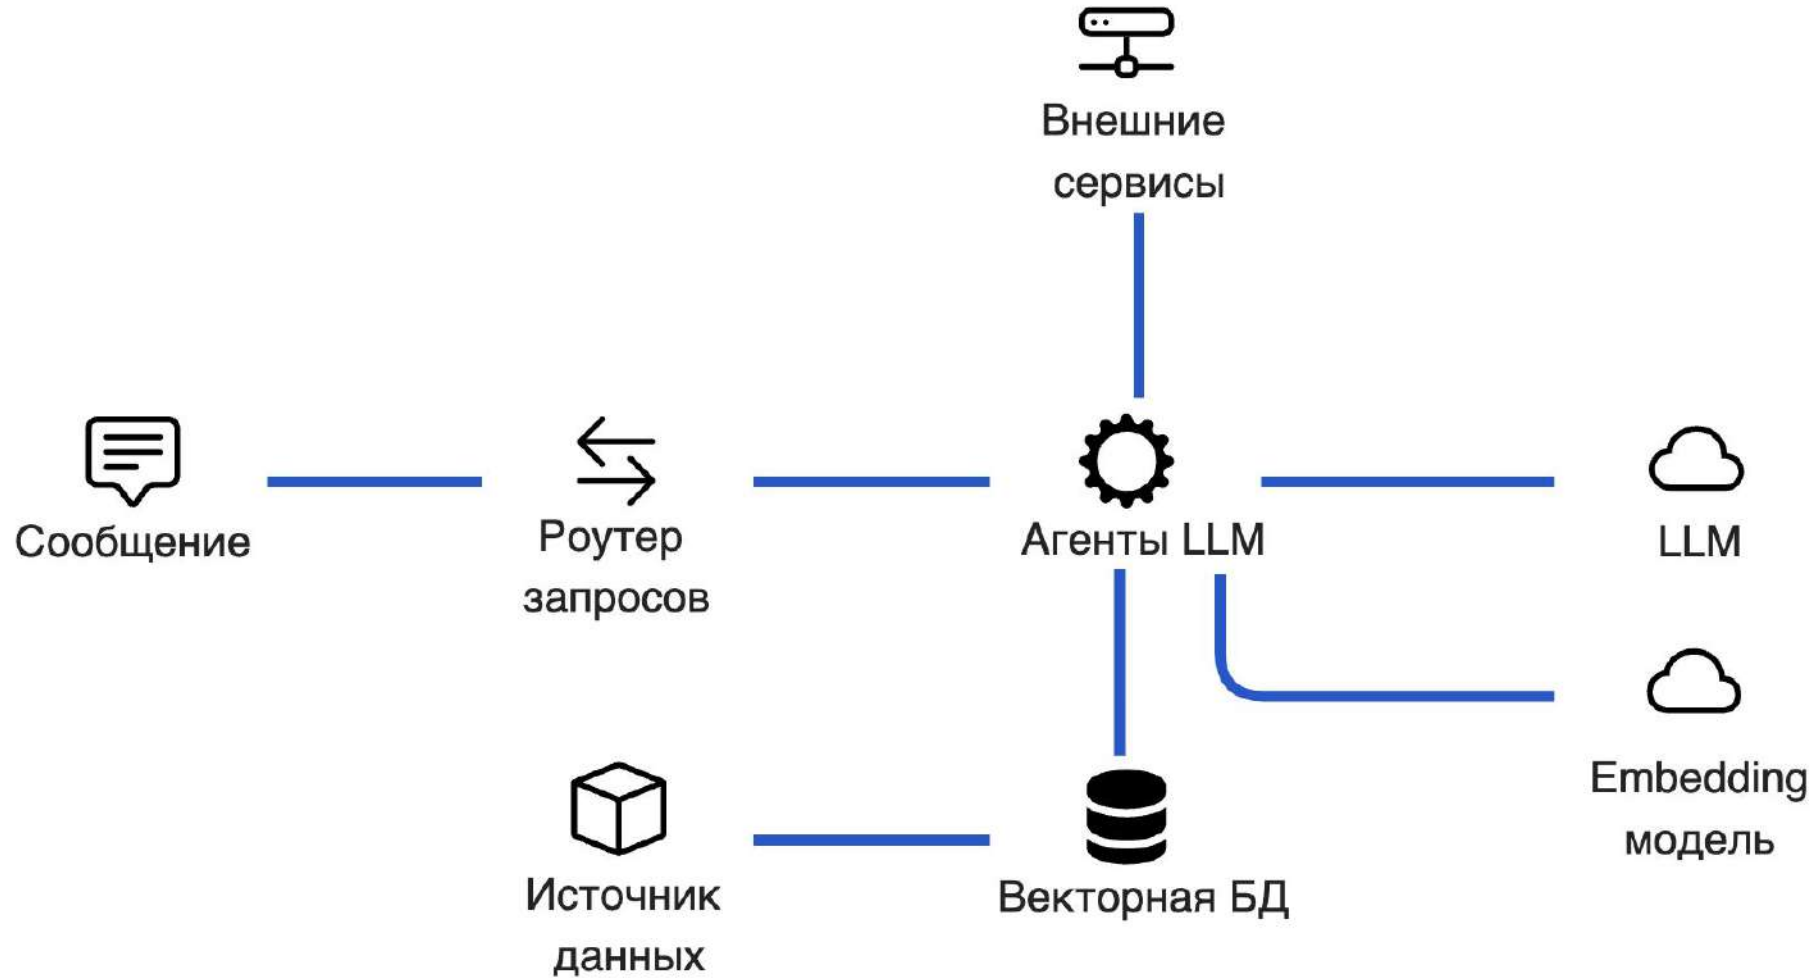 Внешние
сервисы
Сообщение
Роутер
запросов
Агенты LLM
LLM
Embedding
модель
Источник
данных
Векторная БД